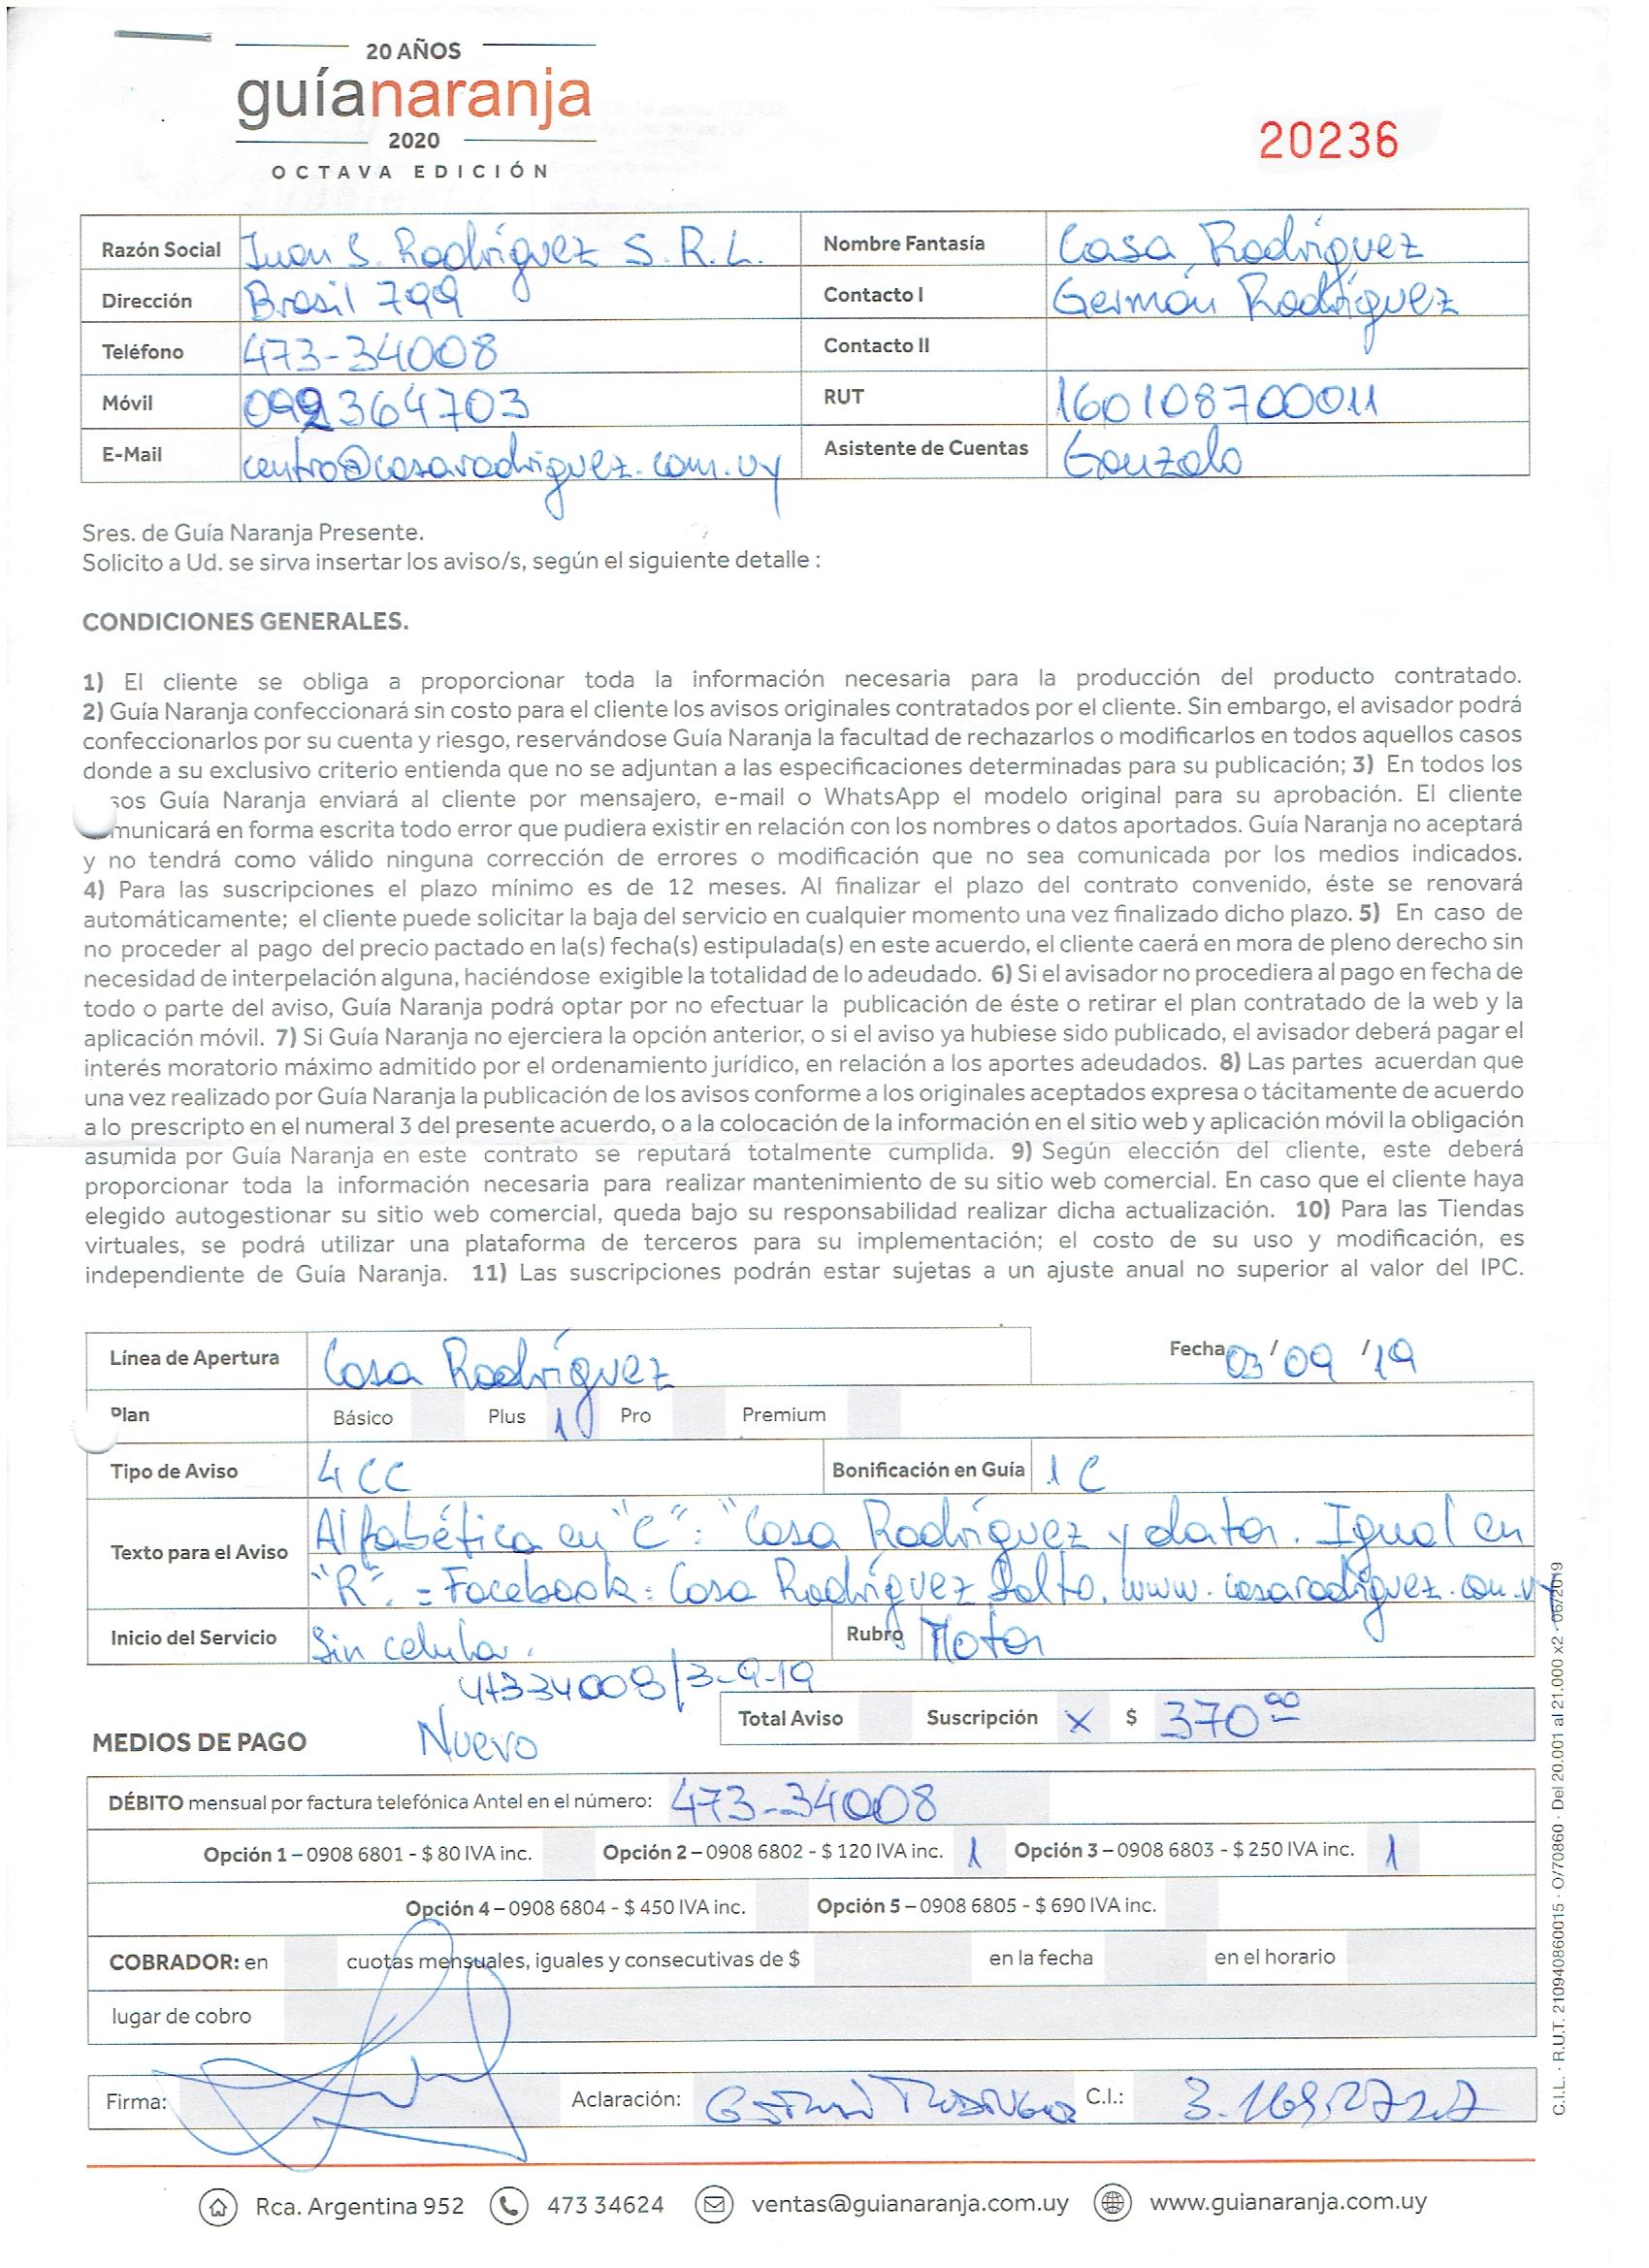 20 AÑOS
guíanaranja
2020
OCTAVA EDICIÓN
20236
Razón Social Juan S. Rodríguez S.R.L. Nombre Fantasía Casa Rodríguez
Dirección Brasil 799 Contacto I Germán Rodríguez
Teléfono 473-34008 Contacto II
Móvil 092364703 RUT 160108700011
E-Mail centro@casarodriguez.com.uy Asistente de Cuentas Gonzalo
Sres. de Guía Naranja Presente.
Solicito a Ud. se sirva insertar los aviso/s, según el siguiente detalle :
CONDICIONES GENERALES.
1) El cliente se obliga a proporcionar toda la información necesaria para la producción del producto contratado.
2) Guía Naranja confeccionará sin costo para el cliente los avisos originales contratados por el cliente. Sin embargo, el avisador podrá
confeccionarlos por su cuenta y riesgo, reservándose Guía Naranja la facultad de rechazarlos o modificarlos en todos aquellos casos
donde a su exclusivo criterio entienda que no se adjuntan a las especificaciones determinadas para su publicación; 3) En todos los
sos Guía Naranja enviará al cliente por mensajero, e-mail o WhatsApp el modelo original para su aprobación. El cliente
municará en forma escrita todo error que pudiera existir en relación con los nombres o datos aportados. Guía Naranja no aceptará
y no tendrá como válido ninguna corrección de errores o modificación que no sea comunicada por los medios indicados.
4) Para las suscripciones el plazo mínimo es de 12 meses. Al finalizar el plazo del contrato convenido, éste se renovará
automáticamente; el cliente puede solicitar la baja del servicio en cualquier momento una vez finalizado dicho plazo. 5) En caso de
no proceder al pago del precio pactado en la(s) fecha(s) estipulada(s) en este acuerdo, el cliente caerá en mora de pleno derecho sin
necesidad de interpelación alguna, haciéndose exigible la totalidad de lo adeudado. 6) Si el avisador no procediera al pago en fecha de
todo o parte del aviso, Guía Naranja podrá optar por no efectuar la publicación de éste o retirar el plan contratado de la web y la
aplicación móvil. 7) Si Guía Naranja no ejerciera la opción anterior, o si el aviso ya hubiese sido publicado, el avisador deberá pagar el
interés moratorio máximo admitido por el ordenamiento jurídico, en relación a los aportes adeudados. 8) Las partes acuerdan que
una vez realizado por Guía Naranja la publicación de los avisos conforme a los originales aceptados expresa o tácitamente de acuerdo
a lo prescripto en el numeral 3 del presente acuerdo, o a la colocación de la información en el sitio web y aplicación móvil la obligación
asumida por Guía Naranja en este contrato se reputará totalmente cumplida. 9) Según elección del cliente, este deberá
proporcionar toda la información necesaria para realizar mantenimiento de su sitio web comercial. En caso que el cliente haya
elegido autogestionar su sitio web comercial, queda bajo su responsabilidad realizar dicha actualización. 10) Para las Tiendas
virtuales, se podrá utilizar una plataforma de terceros para su implementación; el costo de su uso y modificación, es
independiente de Guía Naranja. 11) Las suscripciones podrán estar sujetas a un ajuste anual no superior al valor del IPC.
Línea de Apertura Casa Rodríguez Fecha 03 / 09 / 19
Plan Básico Plus 1 Pro Premium
Tipo de Aviso 4 CC Bonificación en Guía 1 C
Texto para el Aviso Alfabética en "C": "Casa Rodríguez y datos. Igual en
"R". = Facebook: Casa Rodríguez Salto. www.casarodriguez.com.uy
Inicio del Servicio Sin celular. Rubro Motos
47334008/3-9-19
Total Aviso Suscripción X $ 370 00
MEDIOS DE PAGO Nuevo
DÉBITO mensual por factura telefónica Antel en el número: 473-34008
Opción 1 – 0908 6801 - $ 80 IVA inc. Opción 2 – 0908 6802 - $ 120 IVA inc. 1 Opción 3 – 0908 6803 - $ 250 IVA inc. 1
Opción 4 – 0908 6804 - $ 450 IVA inc. Opción 5 – 0908 6805 - $ 690 IVA inc.
COBRADOR: en cuotas mensuales, iguales y consecutivas de $ en la fecha en el horario
lugar de cobro
Firma: Aclaración: C.I.:
Rca. Argentina 952 473 34624 ventas@guianaranja.com.uy www.guianaranja.com.uy
C.I.L. · R.U.T. 210940860015 · O/70860 · Del 20.001 al 21.000 x2 - 06/2019